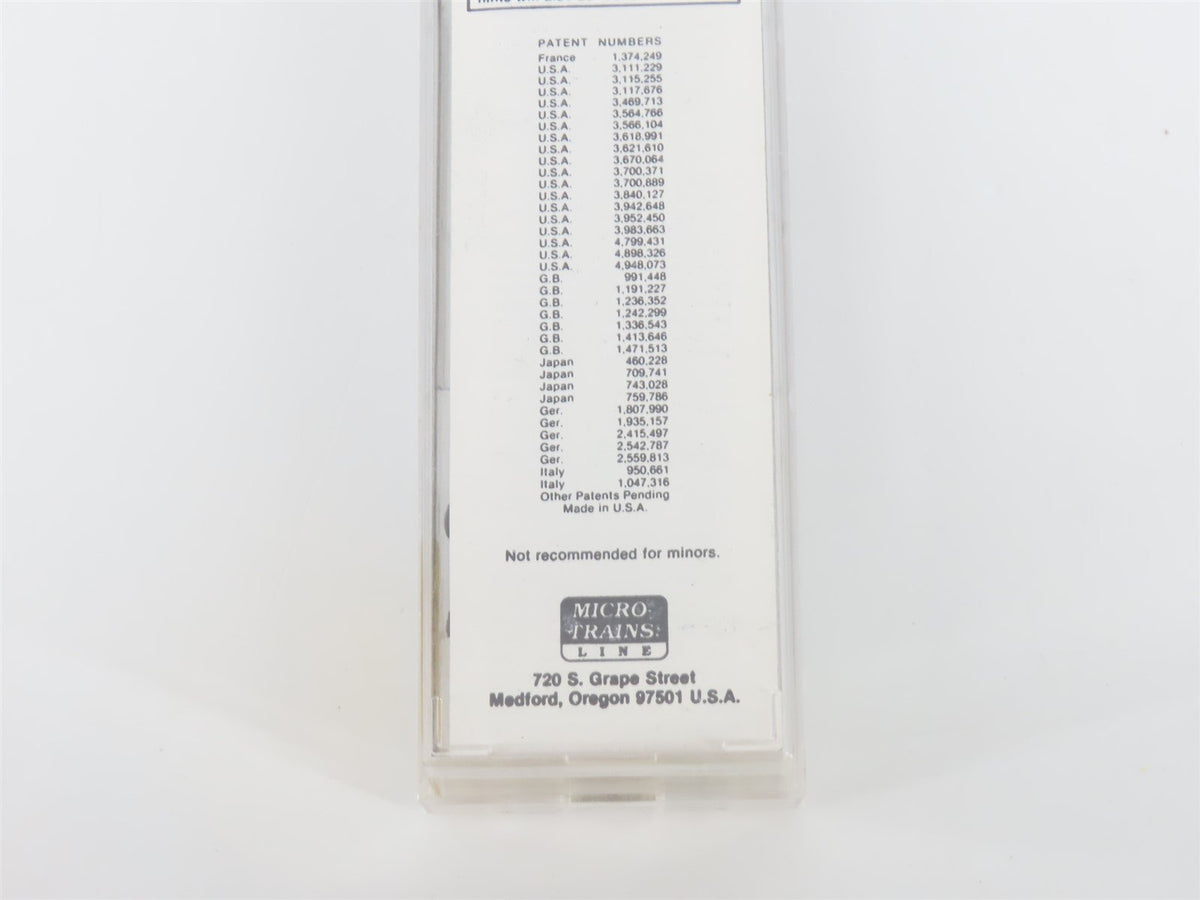 PATENT NUMBERS
France 1,374,249
U.S.A. 3,111,229
U.S.A. 3,115,255
U.S.A. 3,117,676
U.S.A. 3,469,713
U.S.A. 3,564,766
U.S.A. 3,566,104
U.S.A. 3,618,991
U.S.A. 3,621,610
U.S.A. 3,670,064
U.S.A. 3,700,371
U.S.A. 3,700,889
U.S.A. 3,840,127
U.S.A. 3,942,648
U.S.A. 3,952,450
U.S.A. 3,983,663
U.S.A. 4,799,431
U.S.A. 4,898,326
U.S.A. 4,948,073
G.B. 991,448
G.B. 1,191,227
G.B. 1,236,352
G.B. 1,242,299
G.B. 1,336,543
G.B. 1,413,646
G.B. 1,471,513
Japan 460,228
Japan 709,741
Japan 743,028
Japan 759,786
Ger. 1,807,990
Ger. 1,935,157
Ger. 2,415,497
Ger. 2,542,787
Ger. 2,559,813
Italy 950,661
Italy 1,047,316
Other Patents Pending
Made in U.S.A.
Not recommended for minors.
MICRO-
TRAINS
LINE
720 S. Grape Street
Medford, Oregon 97501 U.S.A.